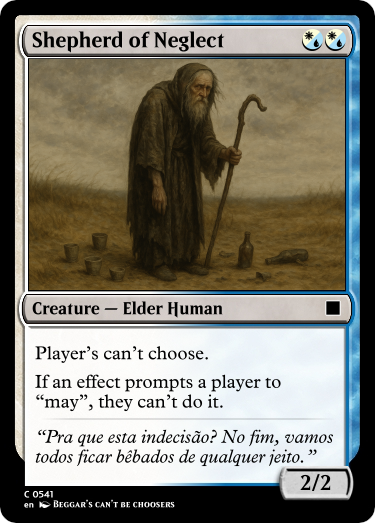 Shepherd of Neglect
Creature — Elder Human
Player's can't choose.
If an effect prompts a player to
“may”, they can't do it.
“Pra que esta indecisão? No fim, vamos
todos ficar bêbados de qualquer jeito.”
2/2
C 0541
en BEGGAR'S CAN'T BE CHOOSERS